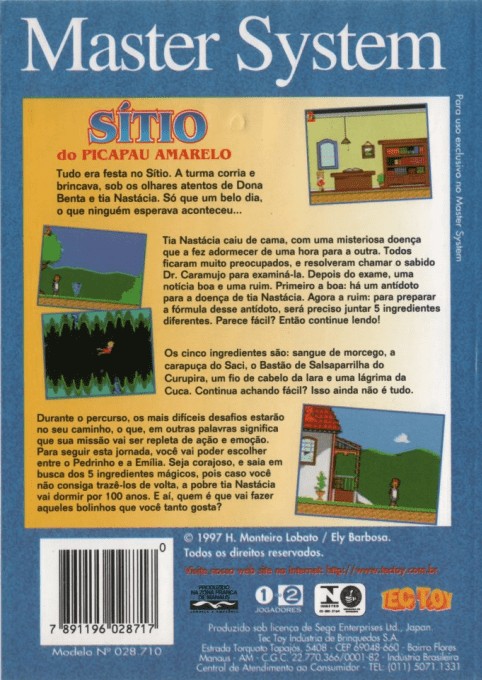 Master System
Para uso exclusivo no Master System
SÍTIO
do PICAPAU AMARELO
Tudo era festa no Sítio. A turma corria e
brincava, sob os olhares atentos de Dona
Benta e tia Nastácia. Só que um belo dia,
o que ninguém esperava aconteceu...
Tia Nastácia caiu de cama, com uma misteriosa doença
que a fez adormecer de uma hora para a outra. Todos
ficaram muito preocupados, e resolveram chamar o sabido
Dr. Caramujo para examiná-la. Depois do exame, uma
notícia boa e uma ruim. Primeiro a boa: há um antídoto
para a doença de tia Nastácia. Agora a ruim: para preparar
a fórmula desse antídoto, será preciso juntar 5 ingredientes
diferentes. Parece fácil? Então continue lendo!
Os cinco ingredientes são: sangue de morcego, a
carapuça do Saci, o Bastão de Salsaparrilha do
Curupira, um fio de cabelo da Iara e uma lágrima da
Cuca. Continua achando fácil? Isso ainda não é tudo.
Durante o percurso, os mais difíceis desafios estarão
no seu caminho, o que, em outras palavras significa
que sua missão vai ser repleta de ação e emoção.
Para seguir esta jornada, você vai poder escolher
entre o Pedrinho e a Emília. Seja corajoso, e saia em
busca dos 5 ingredientes mágicos, pois caso você
não consiga trazê-los de volta, a pobre tia Nastácia
vai dormir por 100 anos. E aí, quem é que vai fazer
aqueles bolinhos que você tanto gosta?
© 1997 H. Monteiro Lobato / Ely Barbosa.
Todos os direitos reservados.
Visite nosso web site na Internet: http://www.tectoy.com.br
0
7 891196 028717
Modelo Nº 028.710
PRODUZIDO
NA ZONA FRANCA
DE MANAUS
1 2
JOGADORES
TEC TOY
Produzido sob licencia de Sega Enterprises Ltd., Japan.
Tec Toy Indústria de Brinquedos S.A.
Estrada Torquato Tapajós, 5408 - CEP 69048-660 - Bairro Flores
Manaus - AM - C.G.C. 22.770.366/0001-82 - Indústria Brasileira
Central de Atendimento ao Consumidor - TEL: (011) 5071.1331